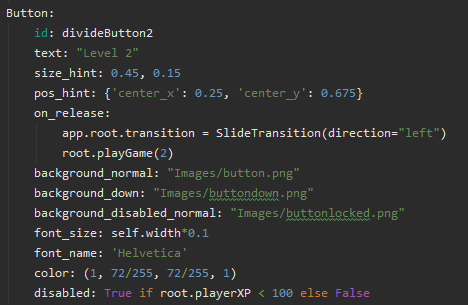 Button:
    id: divideButton2
    text: "Level 2"
    size_hint: 0.45, 0.15
    pos_hint: {'center_x': 0.25, 'center_y': 0.675}
    on_release:
        app.root.transition = SlideTransition(direction="left")
        root.playGame(2)
    background_normal: "Images/button.png"
    background_down: "Images/buttondown.png"
    background_disabled_normal: "Images/buttonlocked.png"
    font_size: self.width*0.1
    font_name: 'Helvetica'
    color: (1, 72/255, 72/255, 1)
    disabled: True if root.playerXP < 100 else False